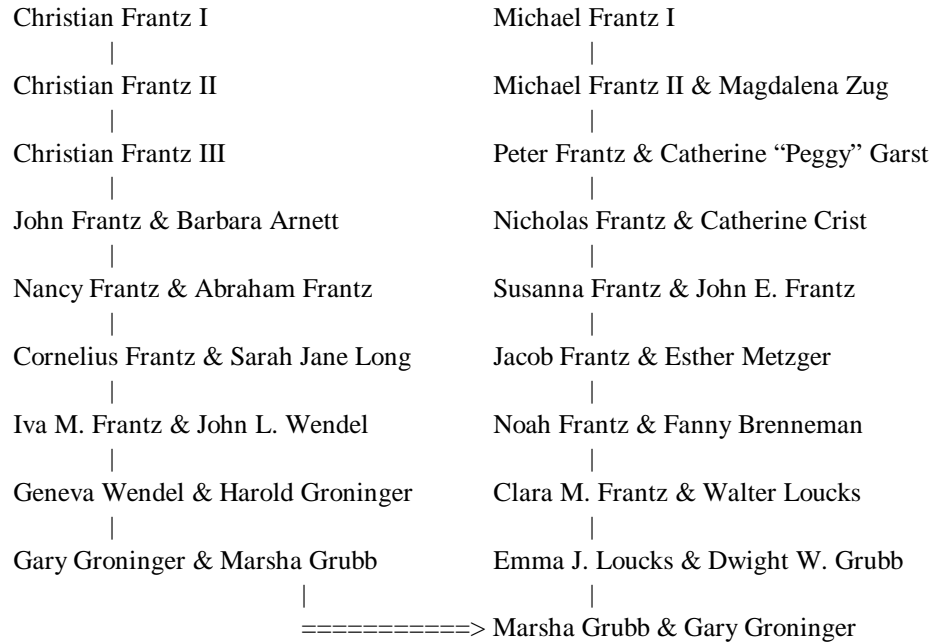 Christian Frantz I Michael Frantz I
| |
Christian Frantz II Michael Frantz II & Magdalena Zug
| |
Christian Frantz III Peter Frantz & Catherine “Peggy” Garst
| |
John Frantz & Barbara Arnett Nicholas Frantz & Catherine Crist
| |
Nancy Frantz & Abraham Frantz Susanna Frantz & John E. Frantz
| |
Cornelius Frantz & Sarah Jane Long Jacob Frantz & Esther Metzger
| |
Iva M. Frantz & John L. Wendel Noah Frantz & Fanny Brenneman
| |
Geneva Wendel & Harold Groninger Clara M. Frantz & Walter Loucks
| |
Gary Groninger & Marsha Grubb Emma J. Loucks & Dwight W. Grubb
| |
===========> Marsha Grubb & Gary Groninger